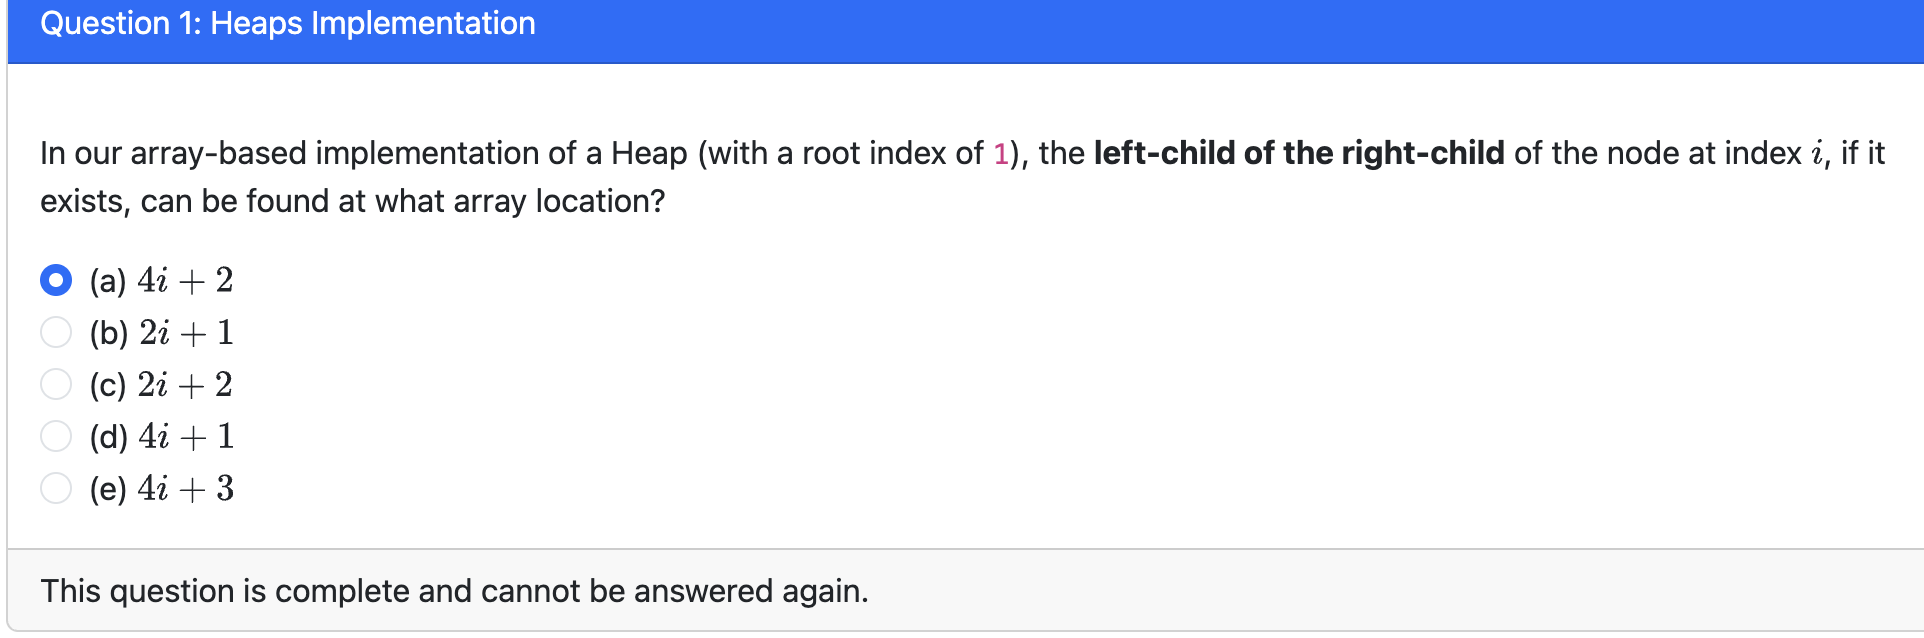 Question 1: Heaps Implementation
In our array-based implementation of a Heap (with a root index of 1), the left-child of the right-child of the node at index i, if it
exists, can be found at what array location?
(a) 4i + 2
(b) 2i + 1
(c) 2i + 2
(d) 4i + 1
(e) 4i + 3
This question is complete and cannot be answered again.